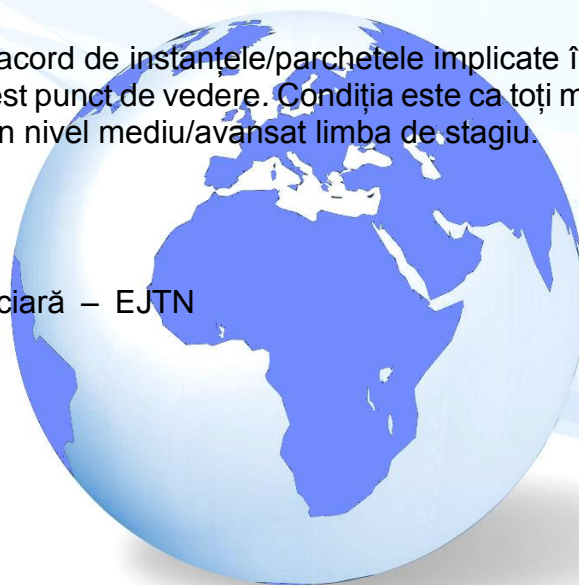 acord de instanțele/parchetele implicate î
est punct de vedere. Condiția este ca toți m
n nivel mediu/avansat limba de stagiu.
ciară – EJTN